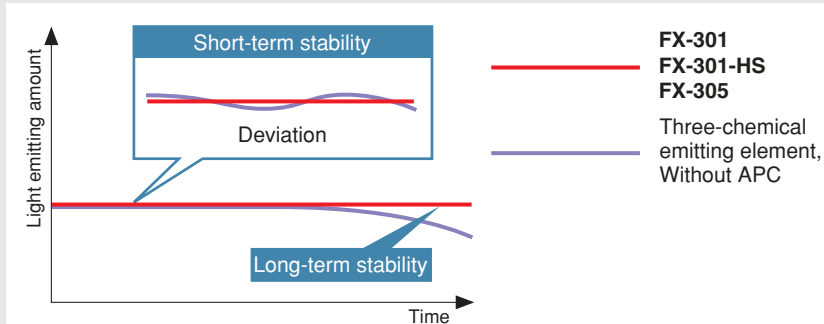 Light emitting amount
Short-term stability
Deviation
Long-term stability
Time
FX-301
FX-301-HS
FX-305
Three-chemical
emitting element,
Without APC